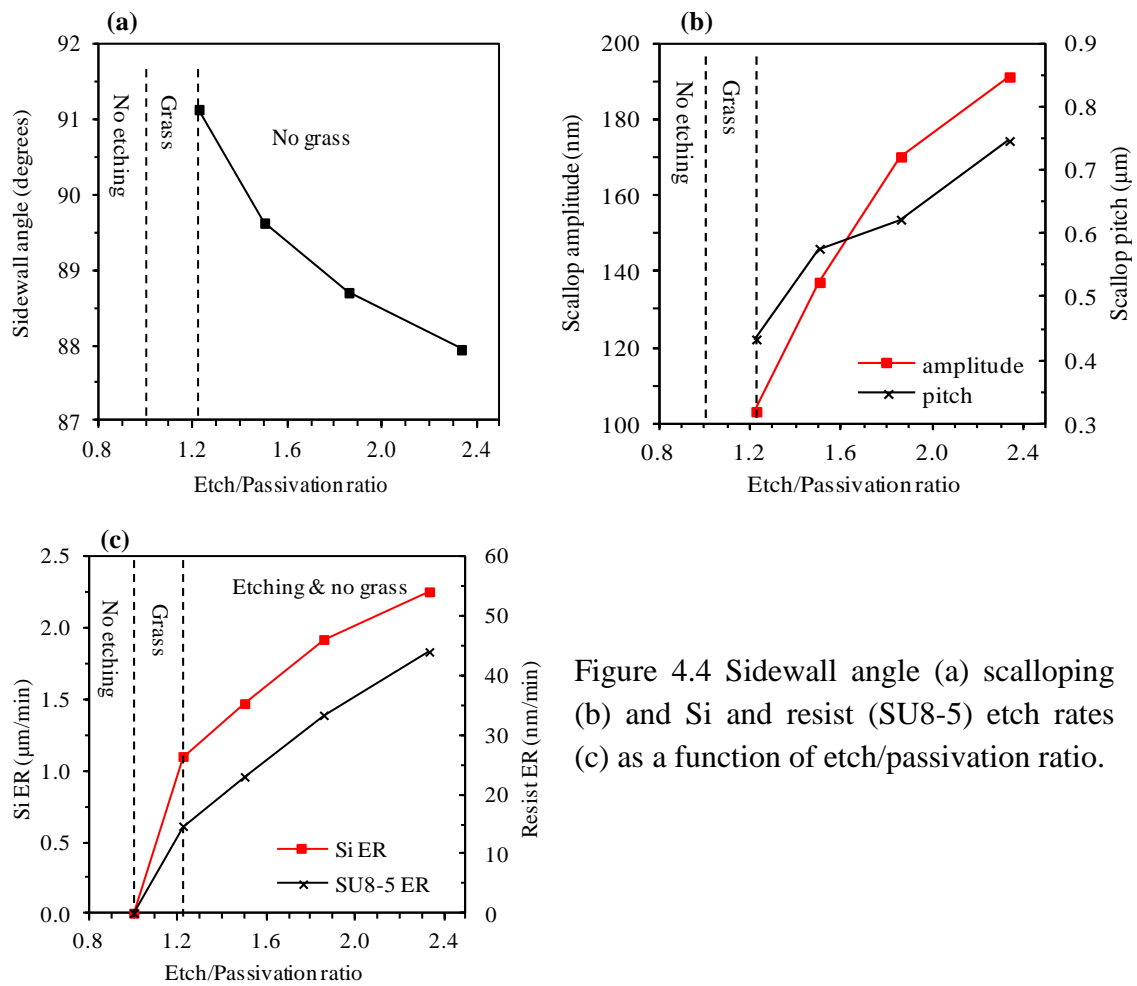 (a)
92
91
90
89
88
87
Sidewall angle (degrees)
No etching
Grass
No grass
0.8 1.2 1.6 2.0 2.4
Etch/Passivation ratio
(b)
200
180
160
140
120
100
Scallop amplitude (nm)
No etching
Grass
amplitude
pitch
0.9
0.8
0.7
0.6
0.5
0.4
0.3
Scallop pitch (μm)
0.8 1.2 1.6 2.0 2.4
Etch/Passivation ratio
(c)
2.5
2.0
1.5
1.0
0.5
0.0
Si ER (μm/min)
No etching
Grass
Etching & no grass
Si ER
SU8-5 ER
60
50
40
30
20
10
0
Resist ER (nm/min)
0.8 1.2 1.6 2.0 2.4
Etch/Passivation ratio
Figure 4.4 Sidewall angle (a) scalloping
(b) and Si and resist (SU8-5) etch rates
(c) as a function of etch/passivation ratio.